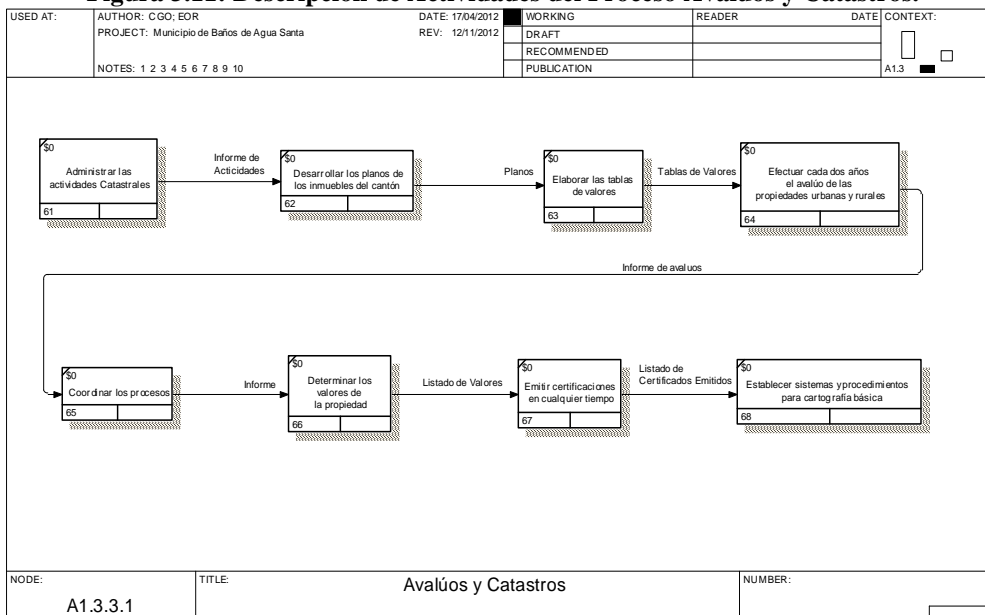 Figura 3.22: Descripción de Actividades del Proceso Avalúos y Catastros.
USED AT:
AUTHOR: CGO; EOR
DATE: 17/04/2012
PROJECT: Municipio de Baños de Agua Santa
REV: 12/11/2012
NOTES: 1 2 3 4 5 6 7 8 9 10
WORKING
DRAFT
RECOMMENDED
PUBLICATION
READER
DATE
CONTEXT:
A1.3
$0
Administrar las
actividades Catastrales
61
Informe de
Acticidades
$0
Desarrollar los planos de
los inmuebles del cantón
62
Planos
$0
Elaborar las tablas
de valores
63
Tablas de Valores
$0
Efectuar cada dos años
el avalúo de las
propiedades urbanas y rurales
64
Informe de avaluos
$0
Coordinar los procesos
65
Informe
$0
Determinar los
valores de
la propiedad
66
Listado de Valores
$0
Emitir certificaciones
en cualquier tiempo
67
Listado de
Certificados Emitidos
$0
Establecer sistemas y procedimientos
para cartografía básica
68
NODE:
A1.3.3.1
TITLE:
Avalúos y Catastros
NUMBER: